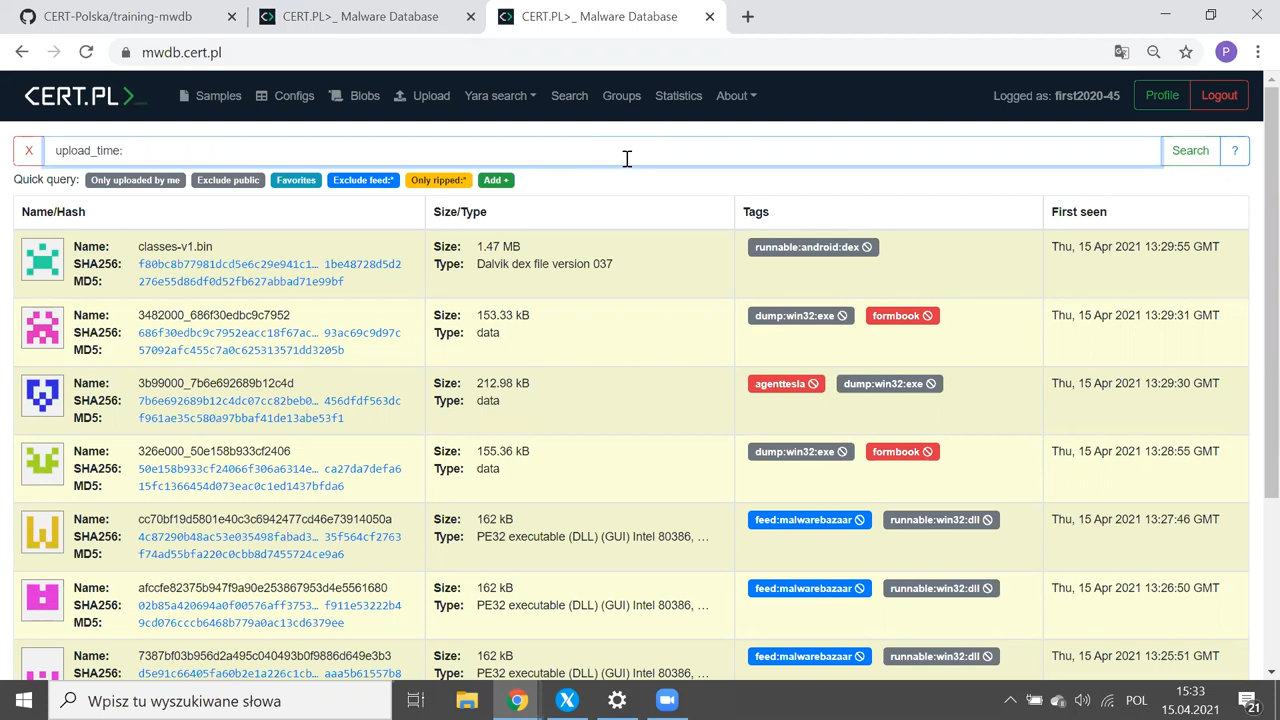 CERT-Polska/training-mwdb
CERT.PL>_ Malware Database
CERT.PL>_ Malware Database
mwdb.cert.pl
P
CERT.PL>_
Samples Configs Blobs Upload Yara search Search Groups Statistics About Logged as: first2020-45 Profile Logout
X upload_time: Search ?
Quick query: Only uploaded by me Exclude public Favorites Exclude feed:* Only ripped:* Add +
Name/Hash Size/Type Tags First seen
Name: classes-v1.bin Size: 1.47 MB runnable:android:dex Thu, 15 Apr 2021 13:29:55 GMT
SHA256: f80bc8b77981dcd5e6c29e941c1… 1be48728d5d2 Type: Dalvik dex file version 037
MD5: 276e55d86df0d52fb627abbad71e99bf
Name: 3482000_686f30edbc9c7952 Size: 153.33 kB dump:win32:exe formbook Thu, 15 Apr 2021 13:29:31 GMT
SHA256: 686f30edbc9c7952eacc18f67ac… 93ac69c9d97c Type: data
MD5: 57092afc455c7a0c625313571dd3205b
Name: 3b99000_7b6e692689b12c4d Size: 212.98 kB agenttesla dump:win32:exe Thu, 15 Apr 2021 13:29:30 GMT
SHA256: 7b6e692689b12c4dc07cc82beb0… 456dfdf563dc Type: data
MD5: f961ae35c580a97bbaf41de13abe53f1
Name: 326e000_50e158b933cf2406 Size: 155.36 kB dump:win32:exe formbook Thu, 15 Apr 2021 13:28:55 GMT
SHA256: 50e158b933cf24066f306a6314e… ca27da7defa6 Type: data
MD5: 15fc1366454d073eac0c1ed1437bfda6
Name: cc70bf19d5801e40c3c6942477cd46e73914050a Size: 162 kB feed:malwarebazaar runnable:win32:dll Thu, 15 Apr 2021 13:27:46 GMT
SHA256: 4c87290b48ac53e035498fabad3… 35f564cf2763 Type: PE32 executable (DLL) (GUI) Intel 80386, …
MD5: f74ad55bfa220c0cbb8d7455724ce9a6
Name: afccfe82375b947f9a90e253867953d4e5561680 Size: 162 kB feed:malwarebazaar runnable:win32:dll Thu, 15 Apr 2021 13:26:50 GMT
SHA256: 02b85a420694a0f00576aff3753… f911e53222b4 Type: PE32 executable (DLL) (GUI) Intel 80386, …
MD5: 9cd076cccb6468b779a0ac13cd6379ee
Name: 7387bf03b956d2a495c040493b0f9886d649e3b3 Size: 162 kB feed:malwarebazaar runnable:win32:dll Thu, 15 Apr 2021 13:25:51 GMT
SHA256: d5e91c66405fa60b2e1a226c1cb… aaa5b61557b8 Type: PE32 executable (DLL) (GUI) Intel 80386, …
Wpisz tu wyszukiwane słowa
POL
15:33
15.04.2021
21